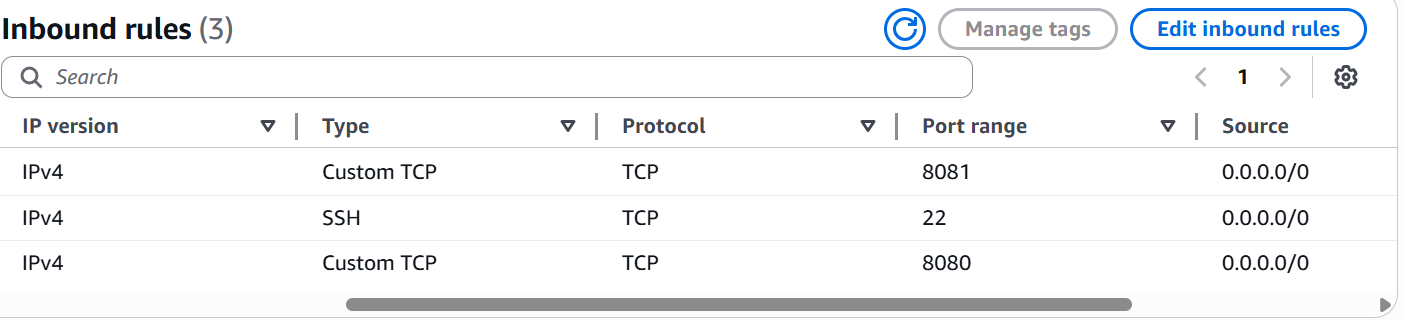 Inbound rules (3) Manage tags Edit inbound rules
Search 1
IP version Type Protocol Port range Source
IPv4 Custom TCP TCP 8081 0.0.0.0/0
IPv4 SSH TCP 22 0.0.0.0/0
IPv4 Custom TCP TCP 8080 0.0.0.0/0